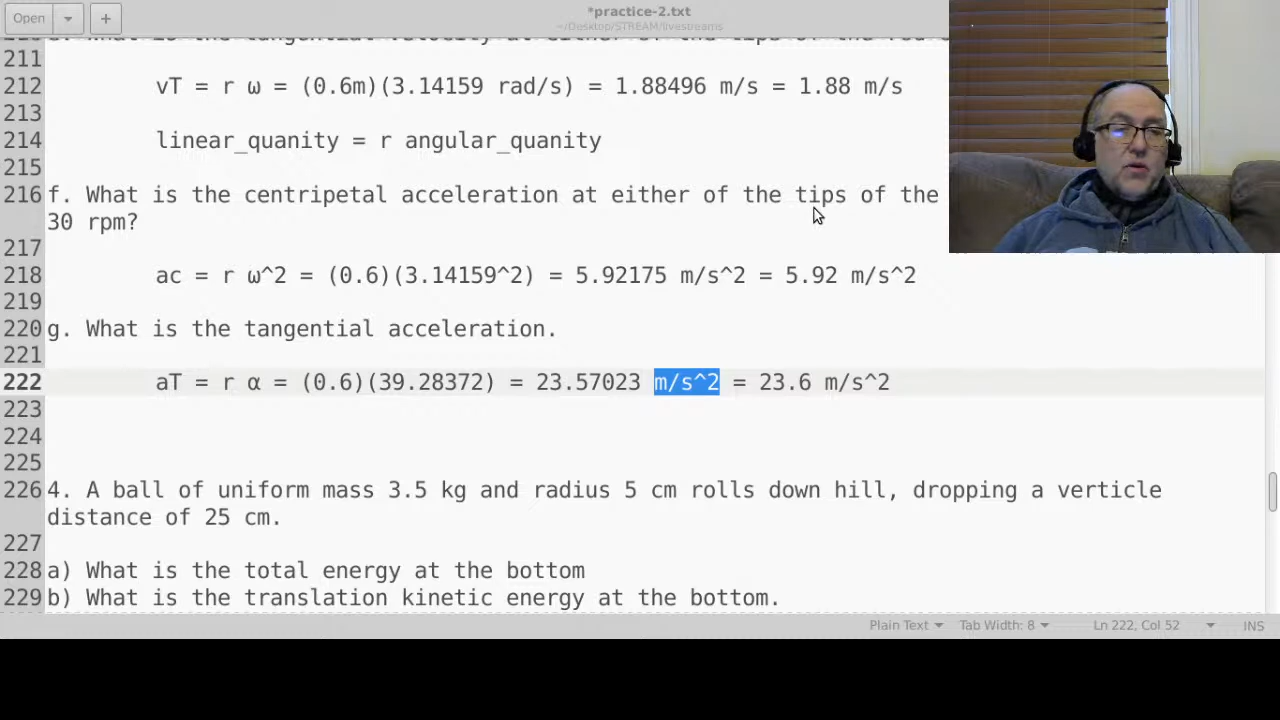 Open
*practice-2.txt
~/Desktop/STREAM/livestreams
211
212 vT = r ω = (0.6m)(3.14159 rad/s) = 1.88496 m/s = 1.88 m/s
213
214 linear_quanity = r angular_quanity
215
216 f. What is the centripetal acceleration at either of the tips of the
30 rpm?
217
218 ac = r ω^2 = (0.6)(3.14159^2) = 5.92175 m/s^2 = 5.92 m/s^2
219
220 g. What is the tangential acceleration.
221
222 aT = r α = (0.6)(39.28372) = 23.57023 m/s^2 = 23.6 m/s^2
223
224
225
226 4. A ball of uniform mass 3.5 kg and radius 5 cm rolls down hill, dropping a verticle
distance of 25 cm.
227
228 a) What is the total energy at the bottom
229 b) What is the translation kinetic energy at the bottom.
Plain Text Tab Width: 8 Ln 222, Col 52 INS